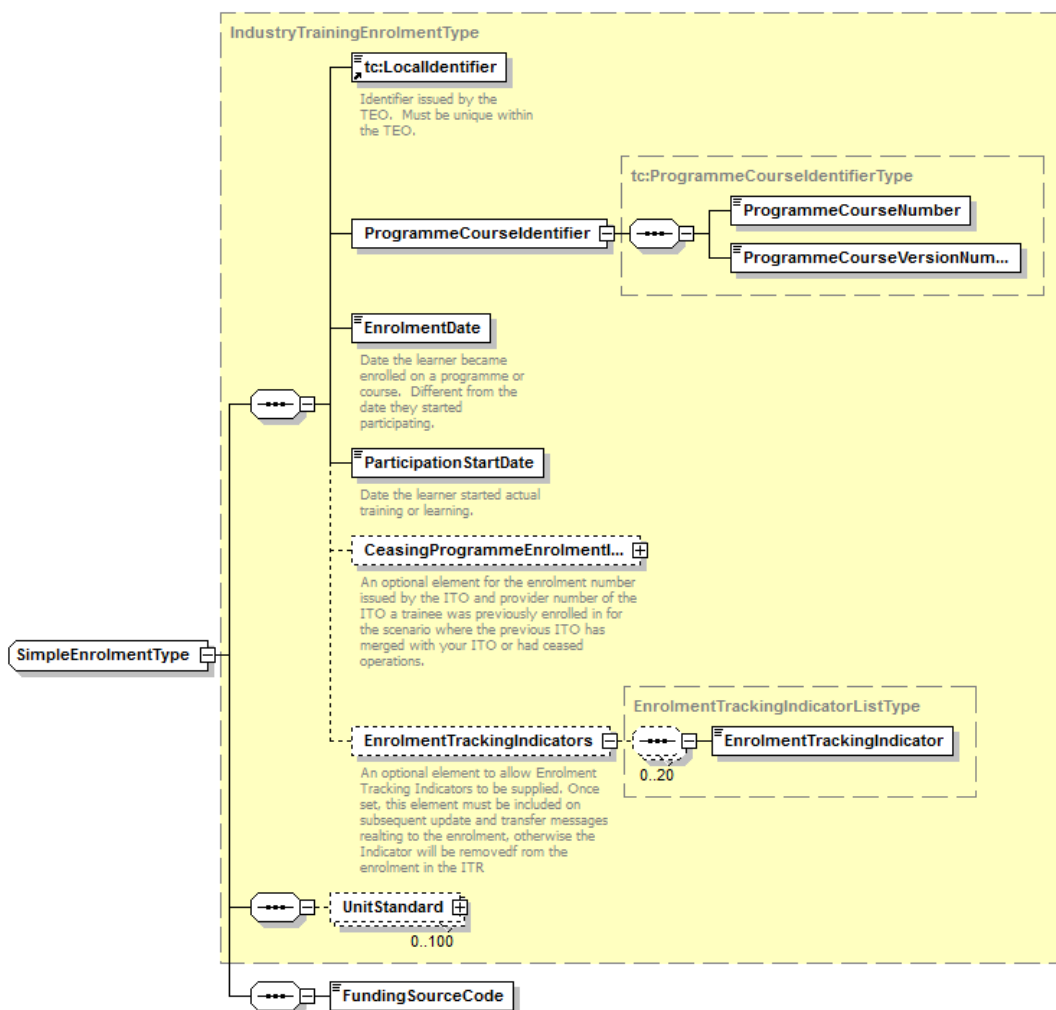 IndustryTrainingEnrolmentType
tc:LocalIdentifier
Identifier issued by the
TEO. Must be unique within
the TEO.
tc:ProgrammeCourseIdentifierType
ProgrammeCourseNumber
ProgrammeCourseIdentifier
ProgrammeCourseVersionNum...
EnrolmentDate
Date the learner became
enrolled on a programme or
course. Different from the
date they started
participating.
ParticipationStartDate
Date the learner started actual
training or learning.
CeasingProgrammeEnrolmentI...
An optional element for the enrolment number
issued by the ITO and provider number of the
ITO a trainee was previously enrolled in for
the scenario where the previous ITO has
merged with your ITO or had ceased
operations.
SimpleEnrolmentType
EnrolmentTrackingIndicatorListType
EnrolmentTrackingIndicators
EnrolmentTrackingIndicator
0..20
An optional element to allow Enrolment
Tracking Indicators to be supplied. Once
set, this element must be included on
subsequent update and transfer messages
realting to the enrolment, otherwise the
Indicator will be removedf rom the
enrolment in the ITR
UnitStandard
0..100
FundingSourceCode